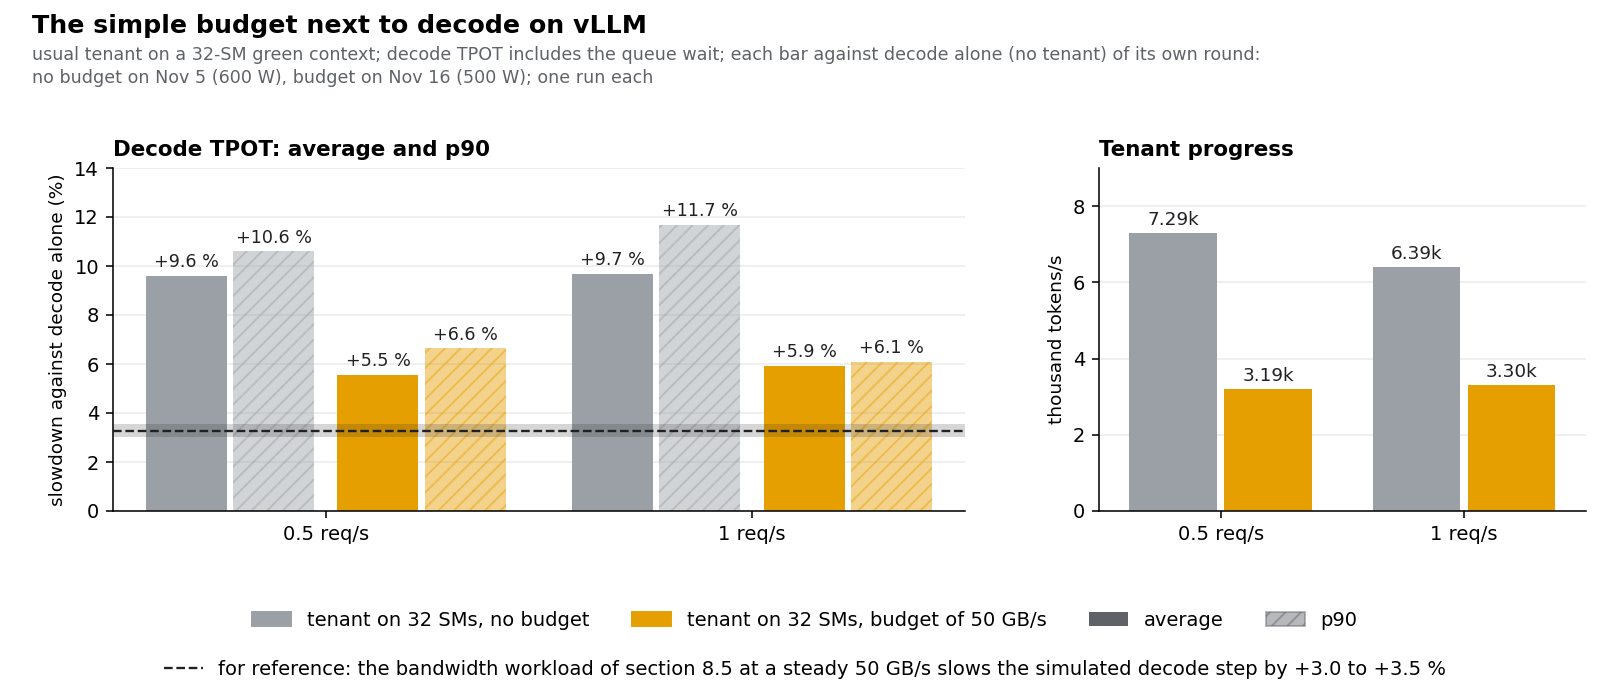 The simple budget next to decode on vLLM
usual tenant on a 32-SM green context; decode TPOT includes the queue wait; each bar against decode alone (no tenant) of its own round:
no budget on Nov 5 (600 W), budget on Nov 16 (500 W); one run each
Decode TPOT: average and p90
slowdown against decode alone (%)
14
12
10
8
6
4
2
0
+9.6 %
+10.6 %
+5.5 %
+6.6 %
+9.7 %
+11.7 %
+5.9 %
+6.1 %
0.5 req/s
1 req/s
Tenant progress
thousand tokens/s
8
6
4
2
0
7.29k
3.19k
6.39k
3.30k
0.5 req/s
1 req/s
tenant on 32 SMs, no budget
tenant on 32 SMs, budget of 50 GB/s
average
p90
for reference: the bandwidth workload of section 8.5 at a steady 50 GB/s slows the simulated decode step by +3.0 to +3.5 %